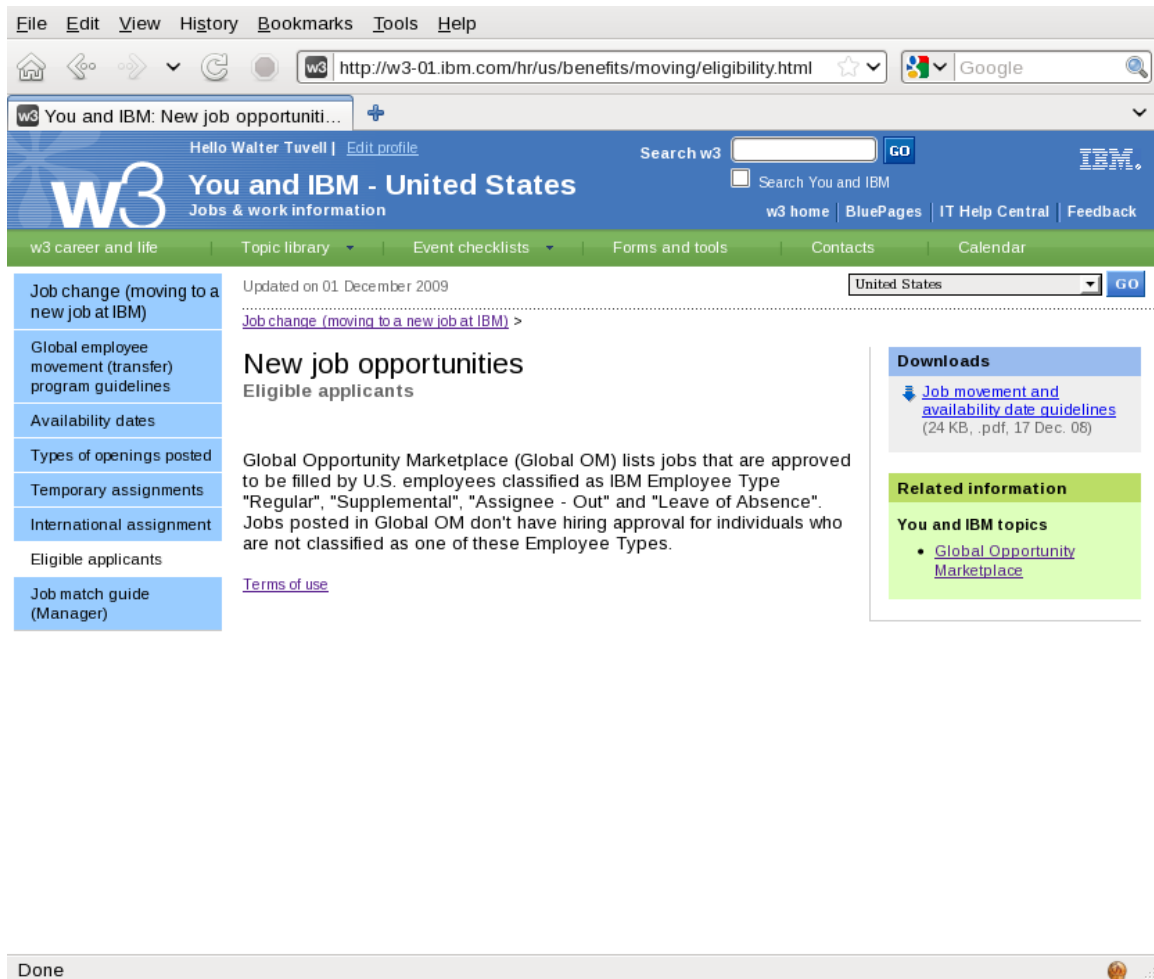 File Edit View History Bookmarks Tools Help
w3 http://w3-01.ibm.com/hr/us/benefits/moving/eligibility.html Google
w3 You and IBM: New job opportuniti...
Hello Walter Tuvell | Edit profile
Search w3 GO
IBM.
w3
You and IBM - United States
Search You and IBM
Jobs & work information
w3 home BluePages IT Help Central Feedback
w3 career and life Topic library Event checklists Forms and tools Contacts Calendar
Job change (moving to a
new job at IBM)
Global employee
movement (transfer)
program guidelines
Availability dates
Types of openings posted
Temporary assignments
International assignment
Eligible applicants
Job match guide
(Manager)
Updated on 01 December 2009
United States GO
Job change (moving to a new job at IBM) >
New job opportunities
Eligible applicants
Global Opportunity Marketplace (Global OM) lists jobs that are approved
to be filled by U.S. employees classified as IBM Employee Type
"Regular", "Supplemental", "Assignee - Out" and "Leave of Absence".
Jobs posted in Global OM don't have hiring approval for individuals who
are not classified as one of these Employee Types.
Terms of use
Downloads
Job movement and
availability date guidelines
(24 KB, .pdf, 17 Dec. 08)
Related information
You and IBM topics
• Global Opportunity
Marketplace
Done